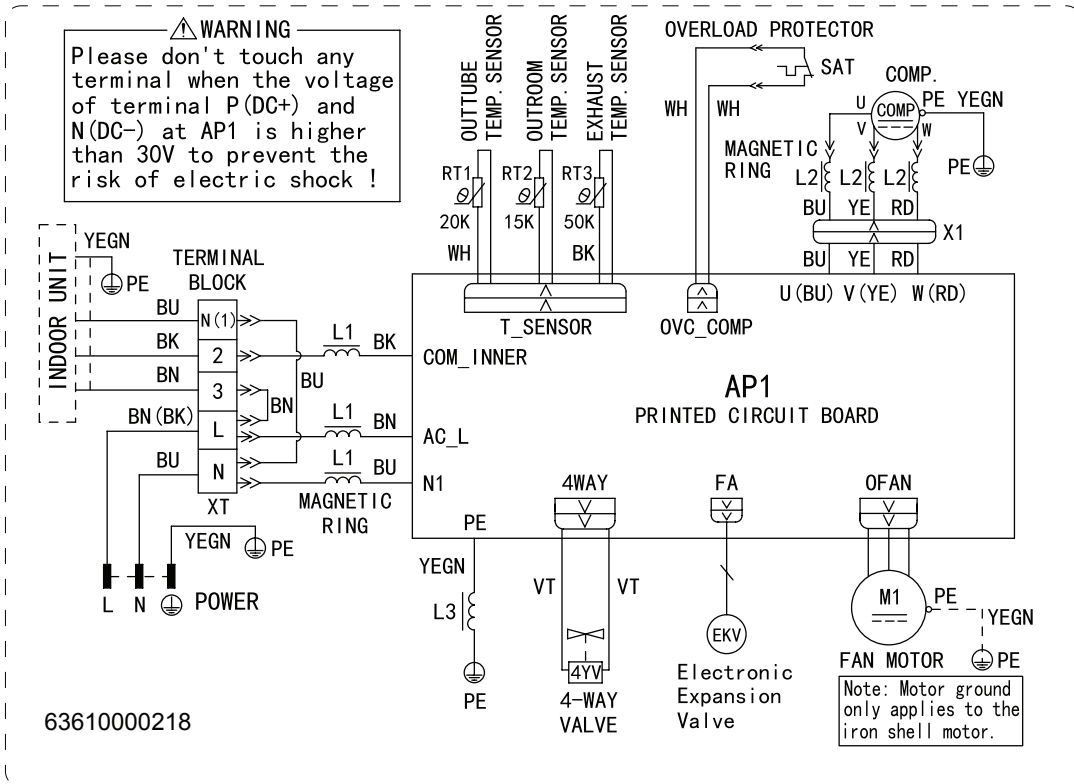 WARNING
Please don't touch any
terminal when the voltage
of terminal P(DC+) and
N(DC-) at AP1 is higher
than 30V to prevent the
risk of electric shock !
OUTTUBE
TEMP. SENSOR
OUTROOM
TEMP. SENSOR
EXHAUST
TEMP. SENSOR
RT1
RT2
RT3
θ
θ
θ
20K
15K
50K
WH
BK
OVERLOAD PROTECTOR
SAT
WH
WH
COMP.
U
COMP
PE YEGN
V
W
MAGNETIC
RING
PE
L2
L2
L2
BU
YE
RD
X1
BU
YE
RD
U(BU) V(YE) W(RD)
INDOOR UNIT
YEGN
PE
TERMINAL
BLOCK
BU
N(1)
BK
2
BN
3
BN(BK)
L
BU
N
XT
BU
BN
L1
BK
L1
BN
L1
BU
MAGNETIC
RING
YEGN
PE
L
N
POWER
T_SENSOR
OVC_COMP
COM_INNER
AP1
PRINTED CIRCUIT BOARD
AC_L
N1
PE
4WAY
FA
OFAN
YEGN
L3
PE
VT
VT
4YV
4-WAY
VALVE
EKV
Electronic
Expansion
Valve
M1
PE
YEGN
PE
FAN MOTOR
Note: Motor ground
only applies to the
iron shell motor.
63610000218